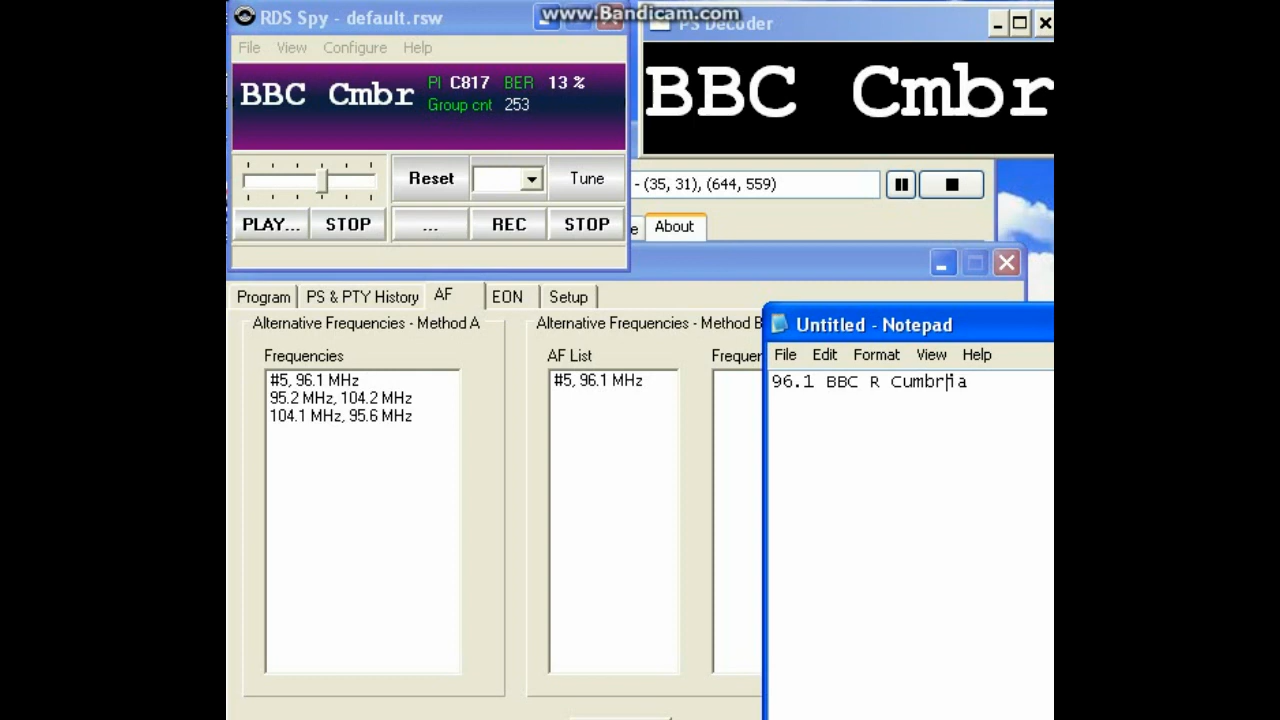 RDS Spy - default.rsw
www.Bandicam.com
File View Configure Help
BBC Cmbr
PI C817 BER 13 %
Group cnt 253
Reset
Tune
PLAY... STOP ... REC STOP
PS Decoder
BBC Cmbr
- (35, 31), (644, 559)
e About
Program PS & PTY History AF EON Setup
Alternative Frequencies - Method A
Frequencies
#5, 96.1 MHz
95.2 MHz, 104.2 MHz
104.1 MHz, 95.6 MHz
Alternative Frequencies - Method B
AF List
#5, 96.1 MHz
Frequen
Untitled - Notepad
File Edit Format View Help
96.1 BBC R Cumbria